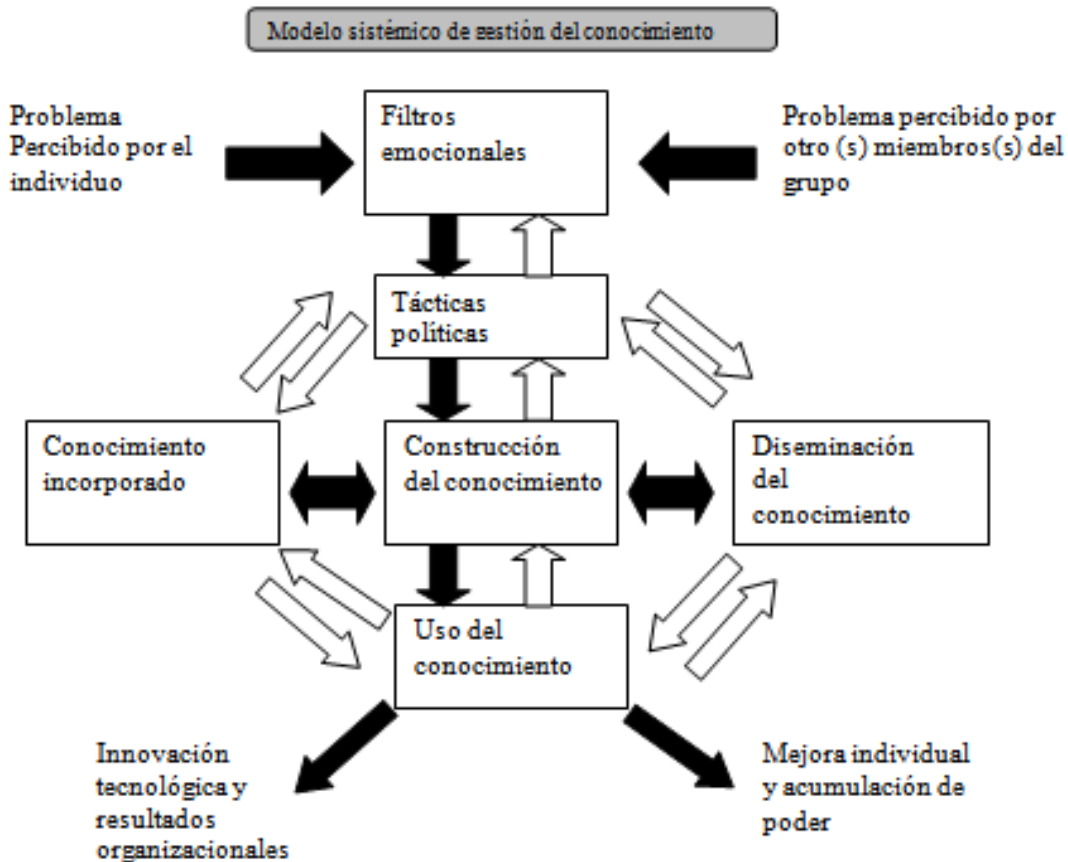 Modelo sistémico de gestión del conocimiento
Problema
Percibido por el
individuo
Filtros
emocionales
Problema percibido por
otro (s) miembros(s) del
grupo
Tácticas
políticas
Conocimiento
incorporado
Construcción
del conocimiento
Diseminación
del
conocimiento
Uso del
conocimiento
Innovación
tecnológica y
resultados
organizacionales
Mejora individual
y acumulación de
poder